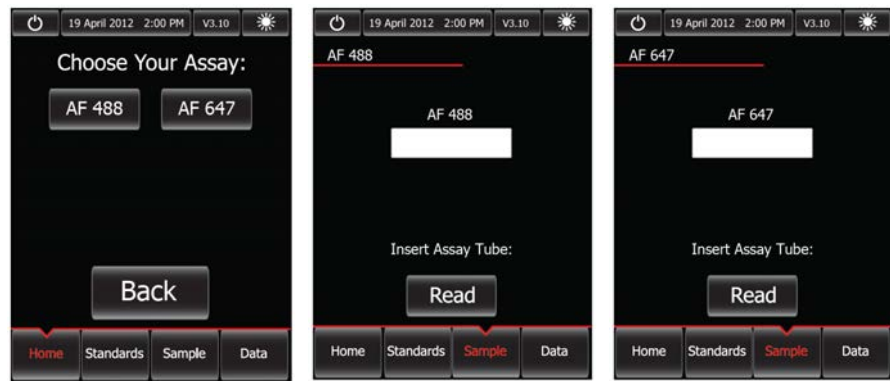 19 April 2012 2:00 PM V3.10
Choose Your Assay:
AF 488 AF 647
Back
Home Standards Sample Data
19 April 2012 2:00 PM V3.10
AF 488
AF 488
Insert Assay Tube:
Read
Home Standards Sample Data
19 April 2012 2:00 PM V3.10
AF 647
AF 647
Insert Assay Tube:
Read
Home Standards Sample Data